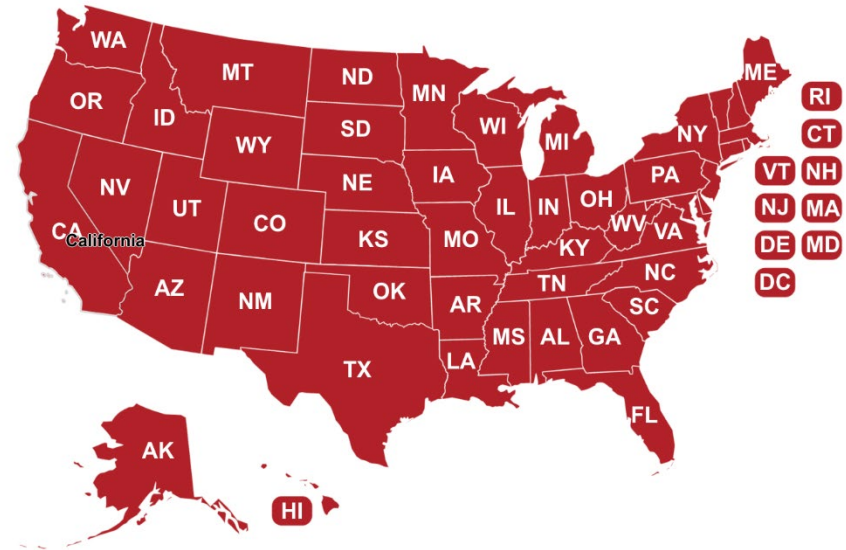 WA
MT
ND
MN
ME
OR
ID
SD
WI
MI
NY
RI
WY
CT
NV
UT
NE
IA
PA
VT NH
CO
IL
IN
OH
WV
NJ MA
CA
California
KS
MO
KY
VA
DE MD
AZ
NM
OK
AR
TN
NC
SC
DC
TX
LA
MS
AL
GA
FL
AK
HI